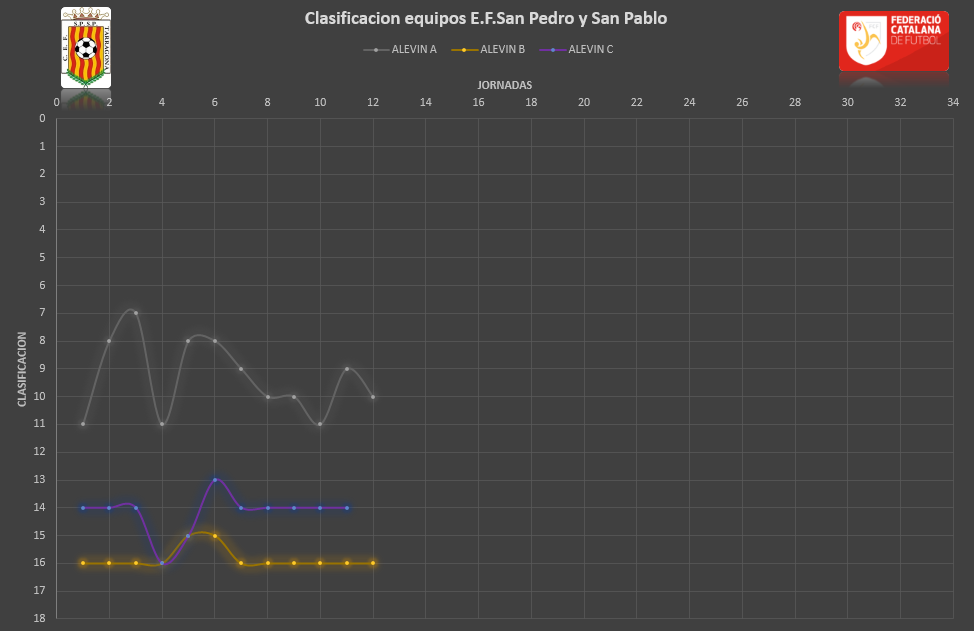 Clasificacion equipos E.F.San Pedro y San Pablo
S.P.S.P.
C. E. F.
TARRAGONA
FEDERACIÓ
CATALANA
DE FUTBOL
ALEVIN A ALEVIN B ALEVIN C
JORNADAS
0 2 4 6 8 10 12 14 16 18 20 22 24 26 28 30 32 34
CLASIFICACION
0
1
2
3
4
5
6
7
8
9
10
11
12
13
14
15
16
17
18